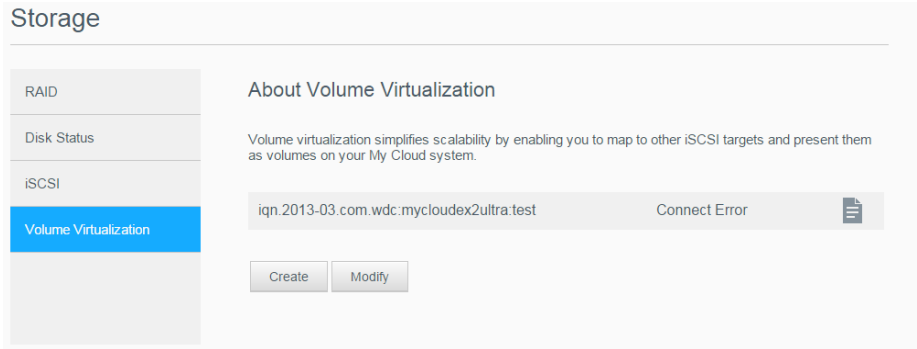 Storage
RAID
Disk Status
iSCSI
Volume Virtualization
About Volume Virtualization
Volume virtualization simplifies scalability by enabling you to map to other iSCSI targets and present them
as volumes on your My Cloud system.
iqn.2013-03.com.wdc:mycloudex2ultra:test Connect Error
Create Modify